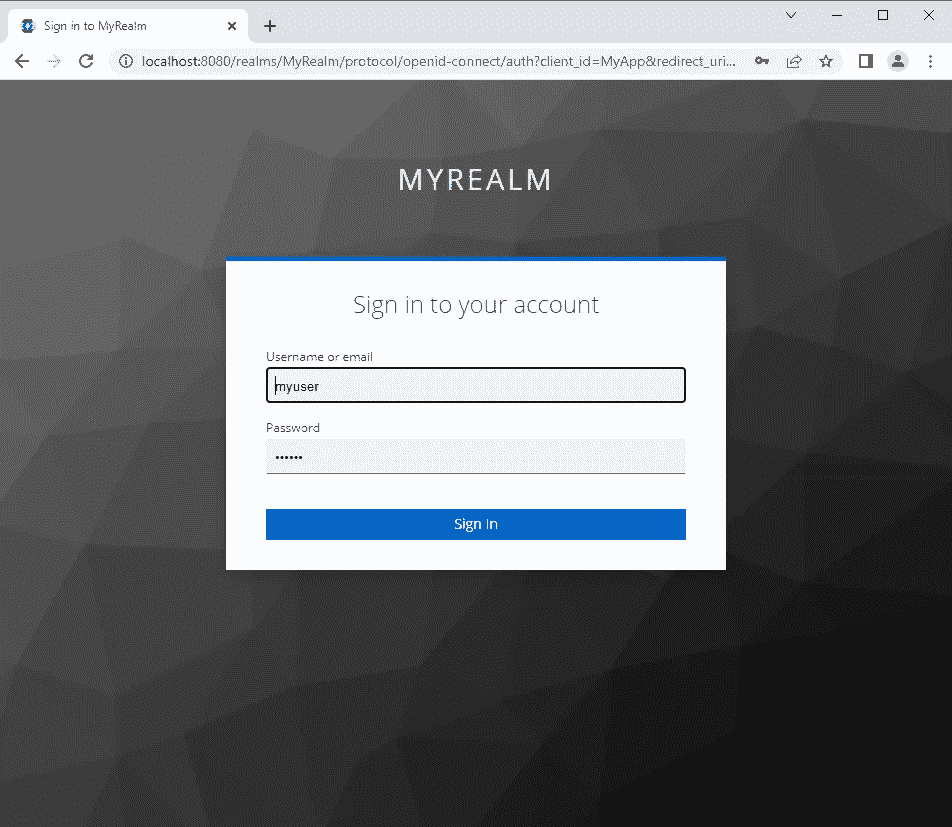 Sign in to MyRealm
localhost:8080/realms/MyRealm/protocol/openid-connect/auth?client_id=MyApp&redirect_uri...
MYREALM
Sign in to your account
Username or email
myuser
Password
••••••
Sign In